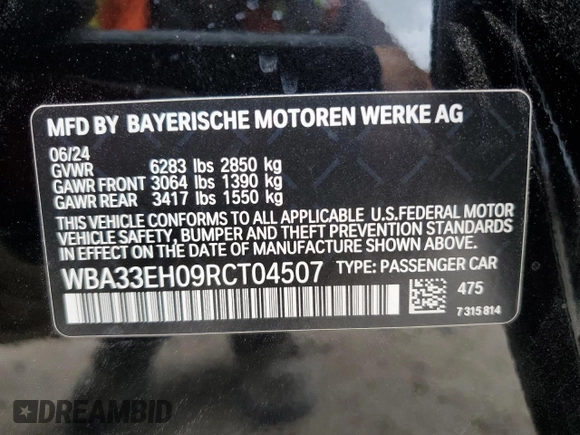 MFD BY BAYERISCHE MOTOREN WERKE AG
06/24
GVWR 6283 lbs 2850 kg
GAWR FRONT 3064 lbs 1390 kg
GAWR REAR 3417 lbs 1550 kg
THIS VEHICLE CONFORMS TO ALL APPLICABLE U.S.FEDERAL MOTOR
VEHICLE SAFETY, BUMPER AND THEFT PREVENTION STANDARDS
IN EFFECT ON THE DATE OF MANUFACTURE SHOWN ABOVE.
WBA33EH09RCT04507 TYPE: PASSENGER CAR
475
7 315 814
DREAMBID